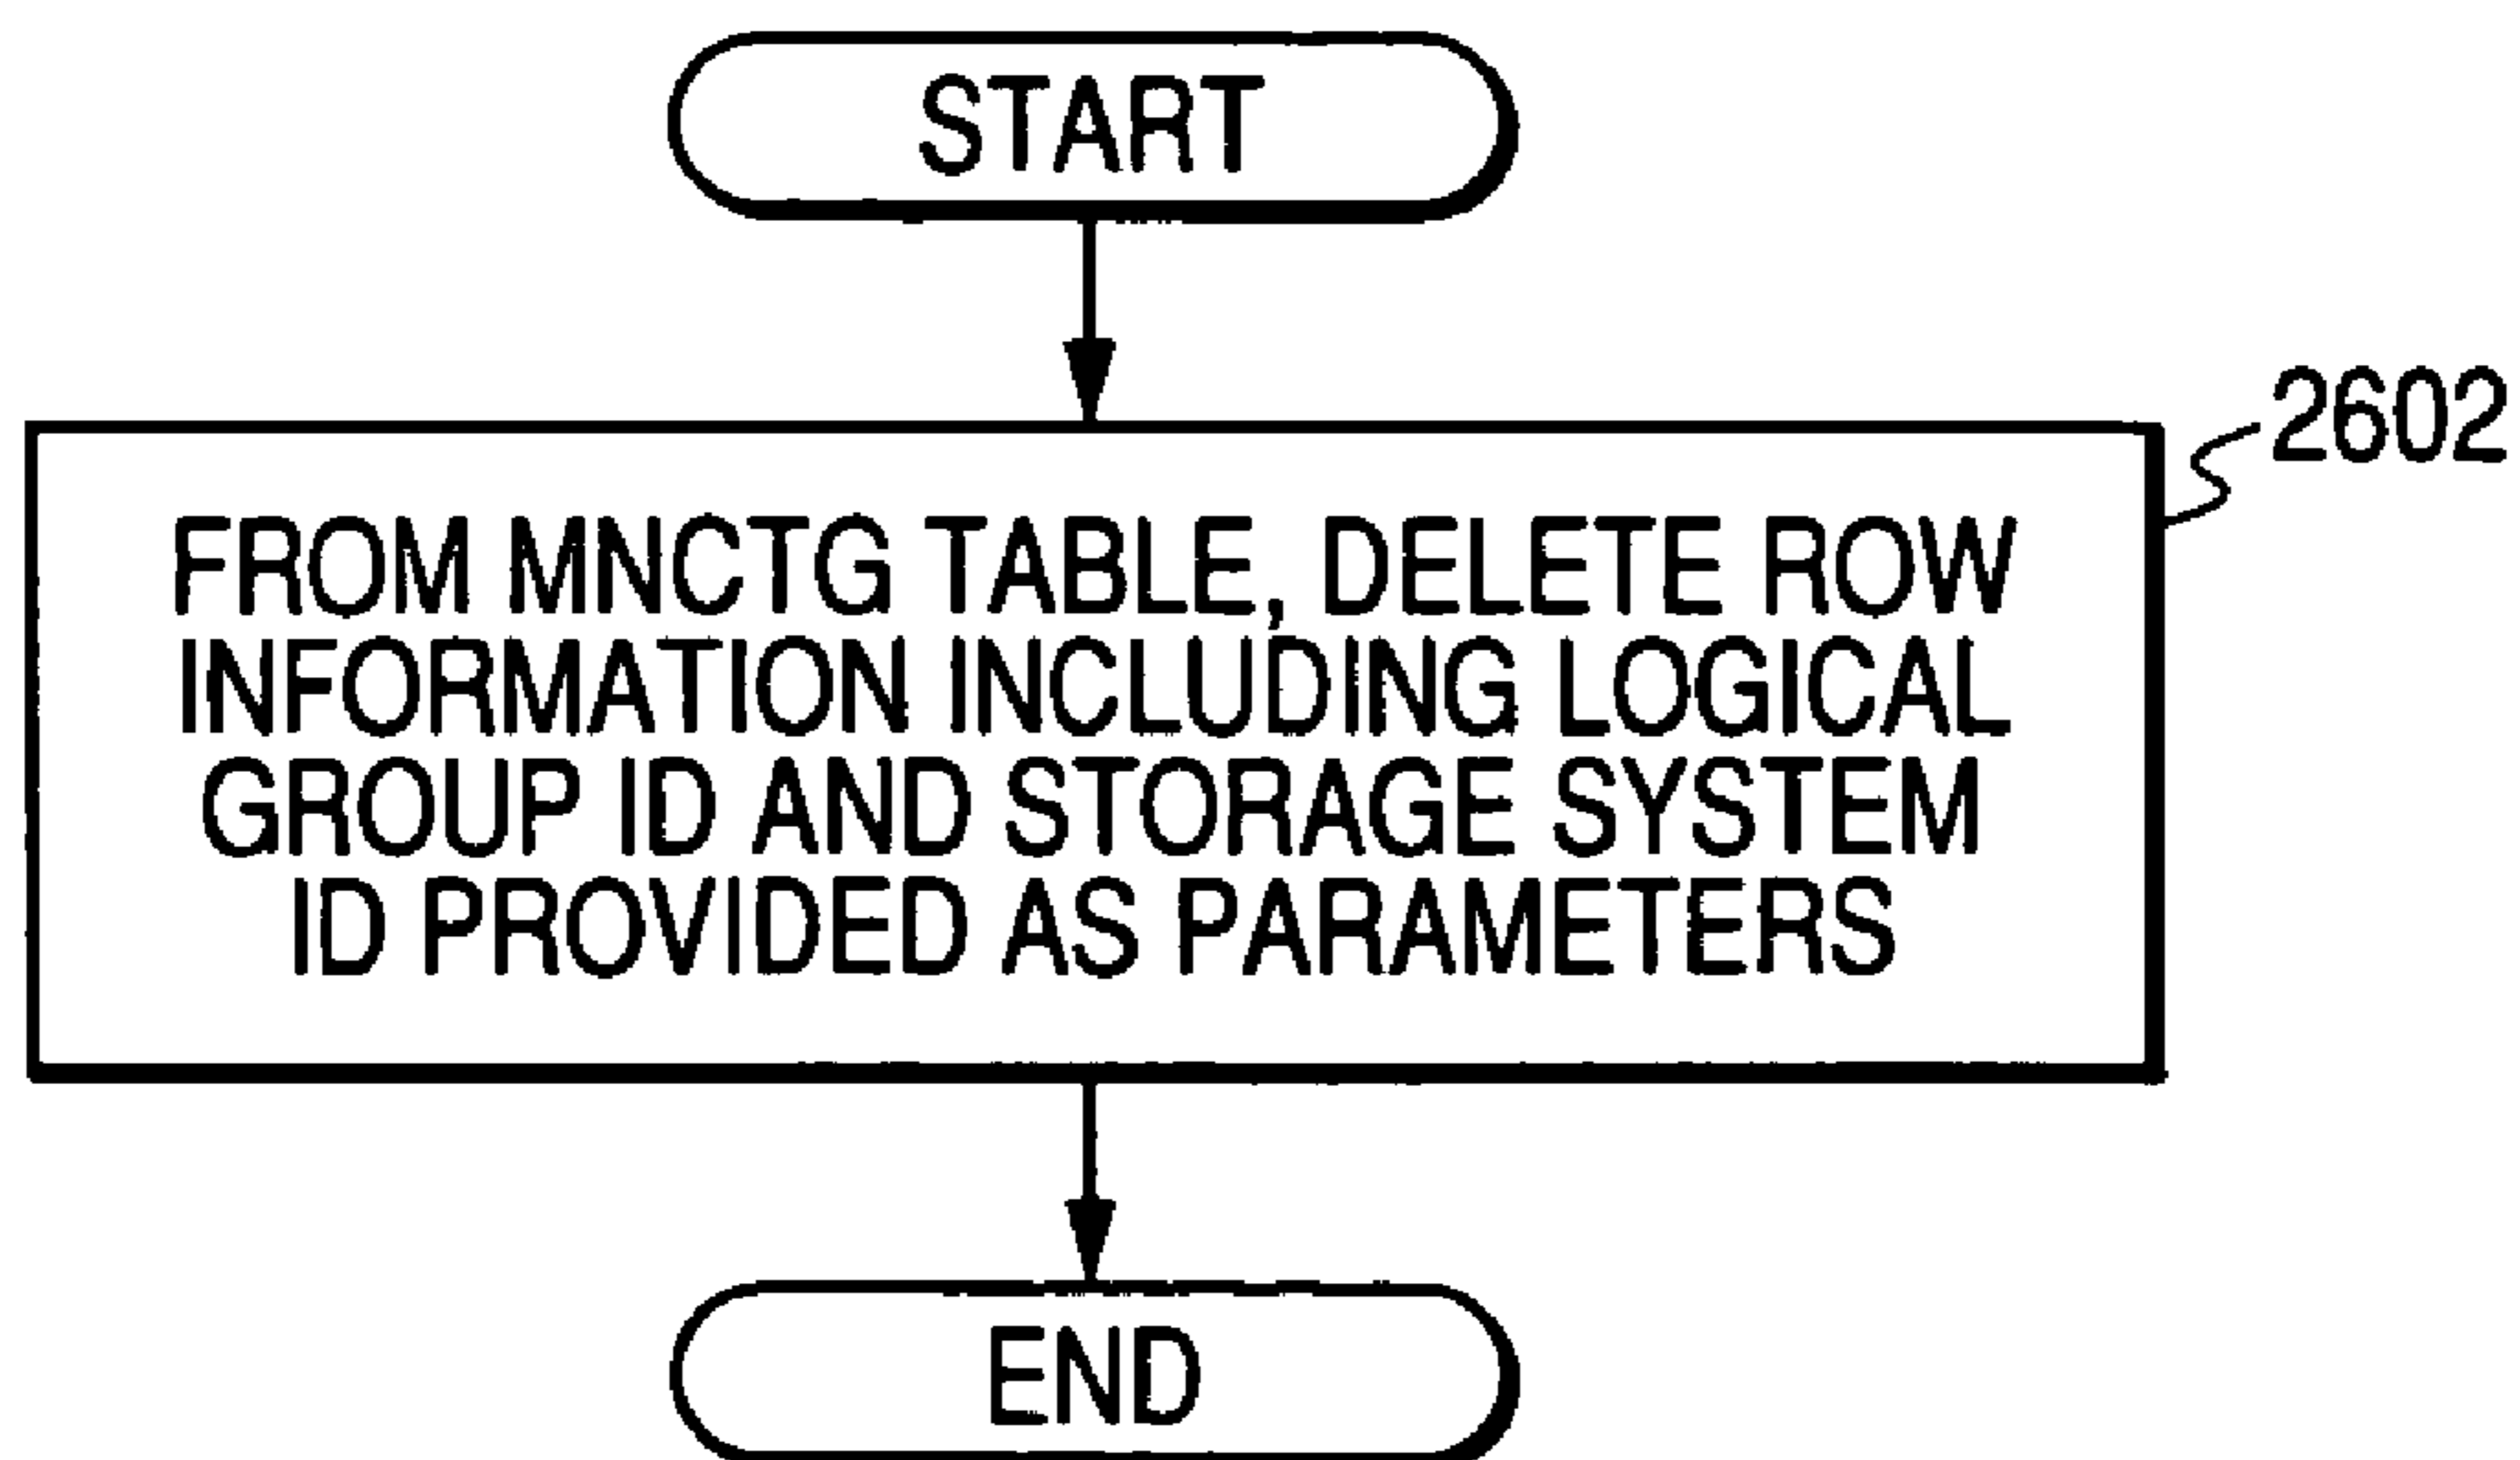 START
2602
FROM MNCTG TABLE, DELETE ROW
INFORMATION INCLUDING LOGICAL
GROUP ID AND STORAGE SYSTEM
ID PROVIDED AS PARAMETERS
END